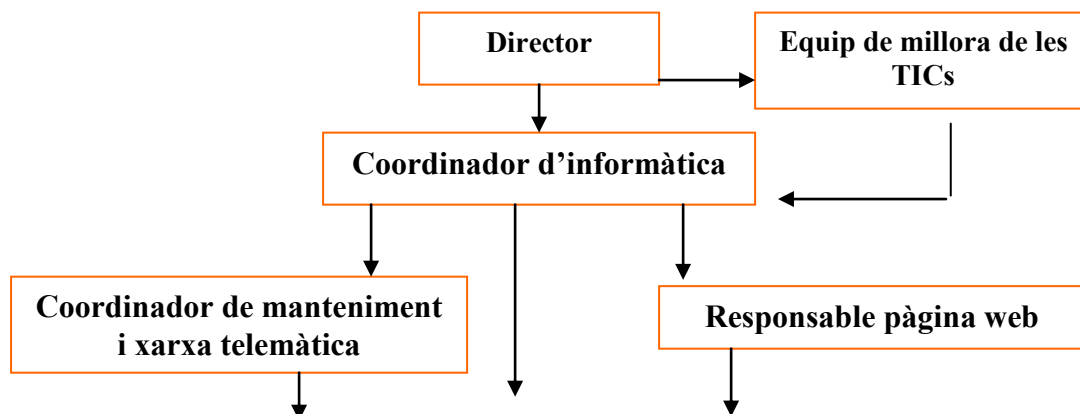 Director
Equip de millora de les
TICs
Coordinador d’informàtica
Coordinador de manteniment
i xarxa telemàtica
Responsable pàgina web